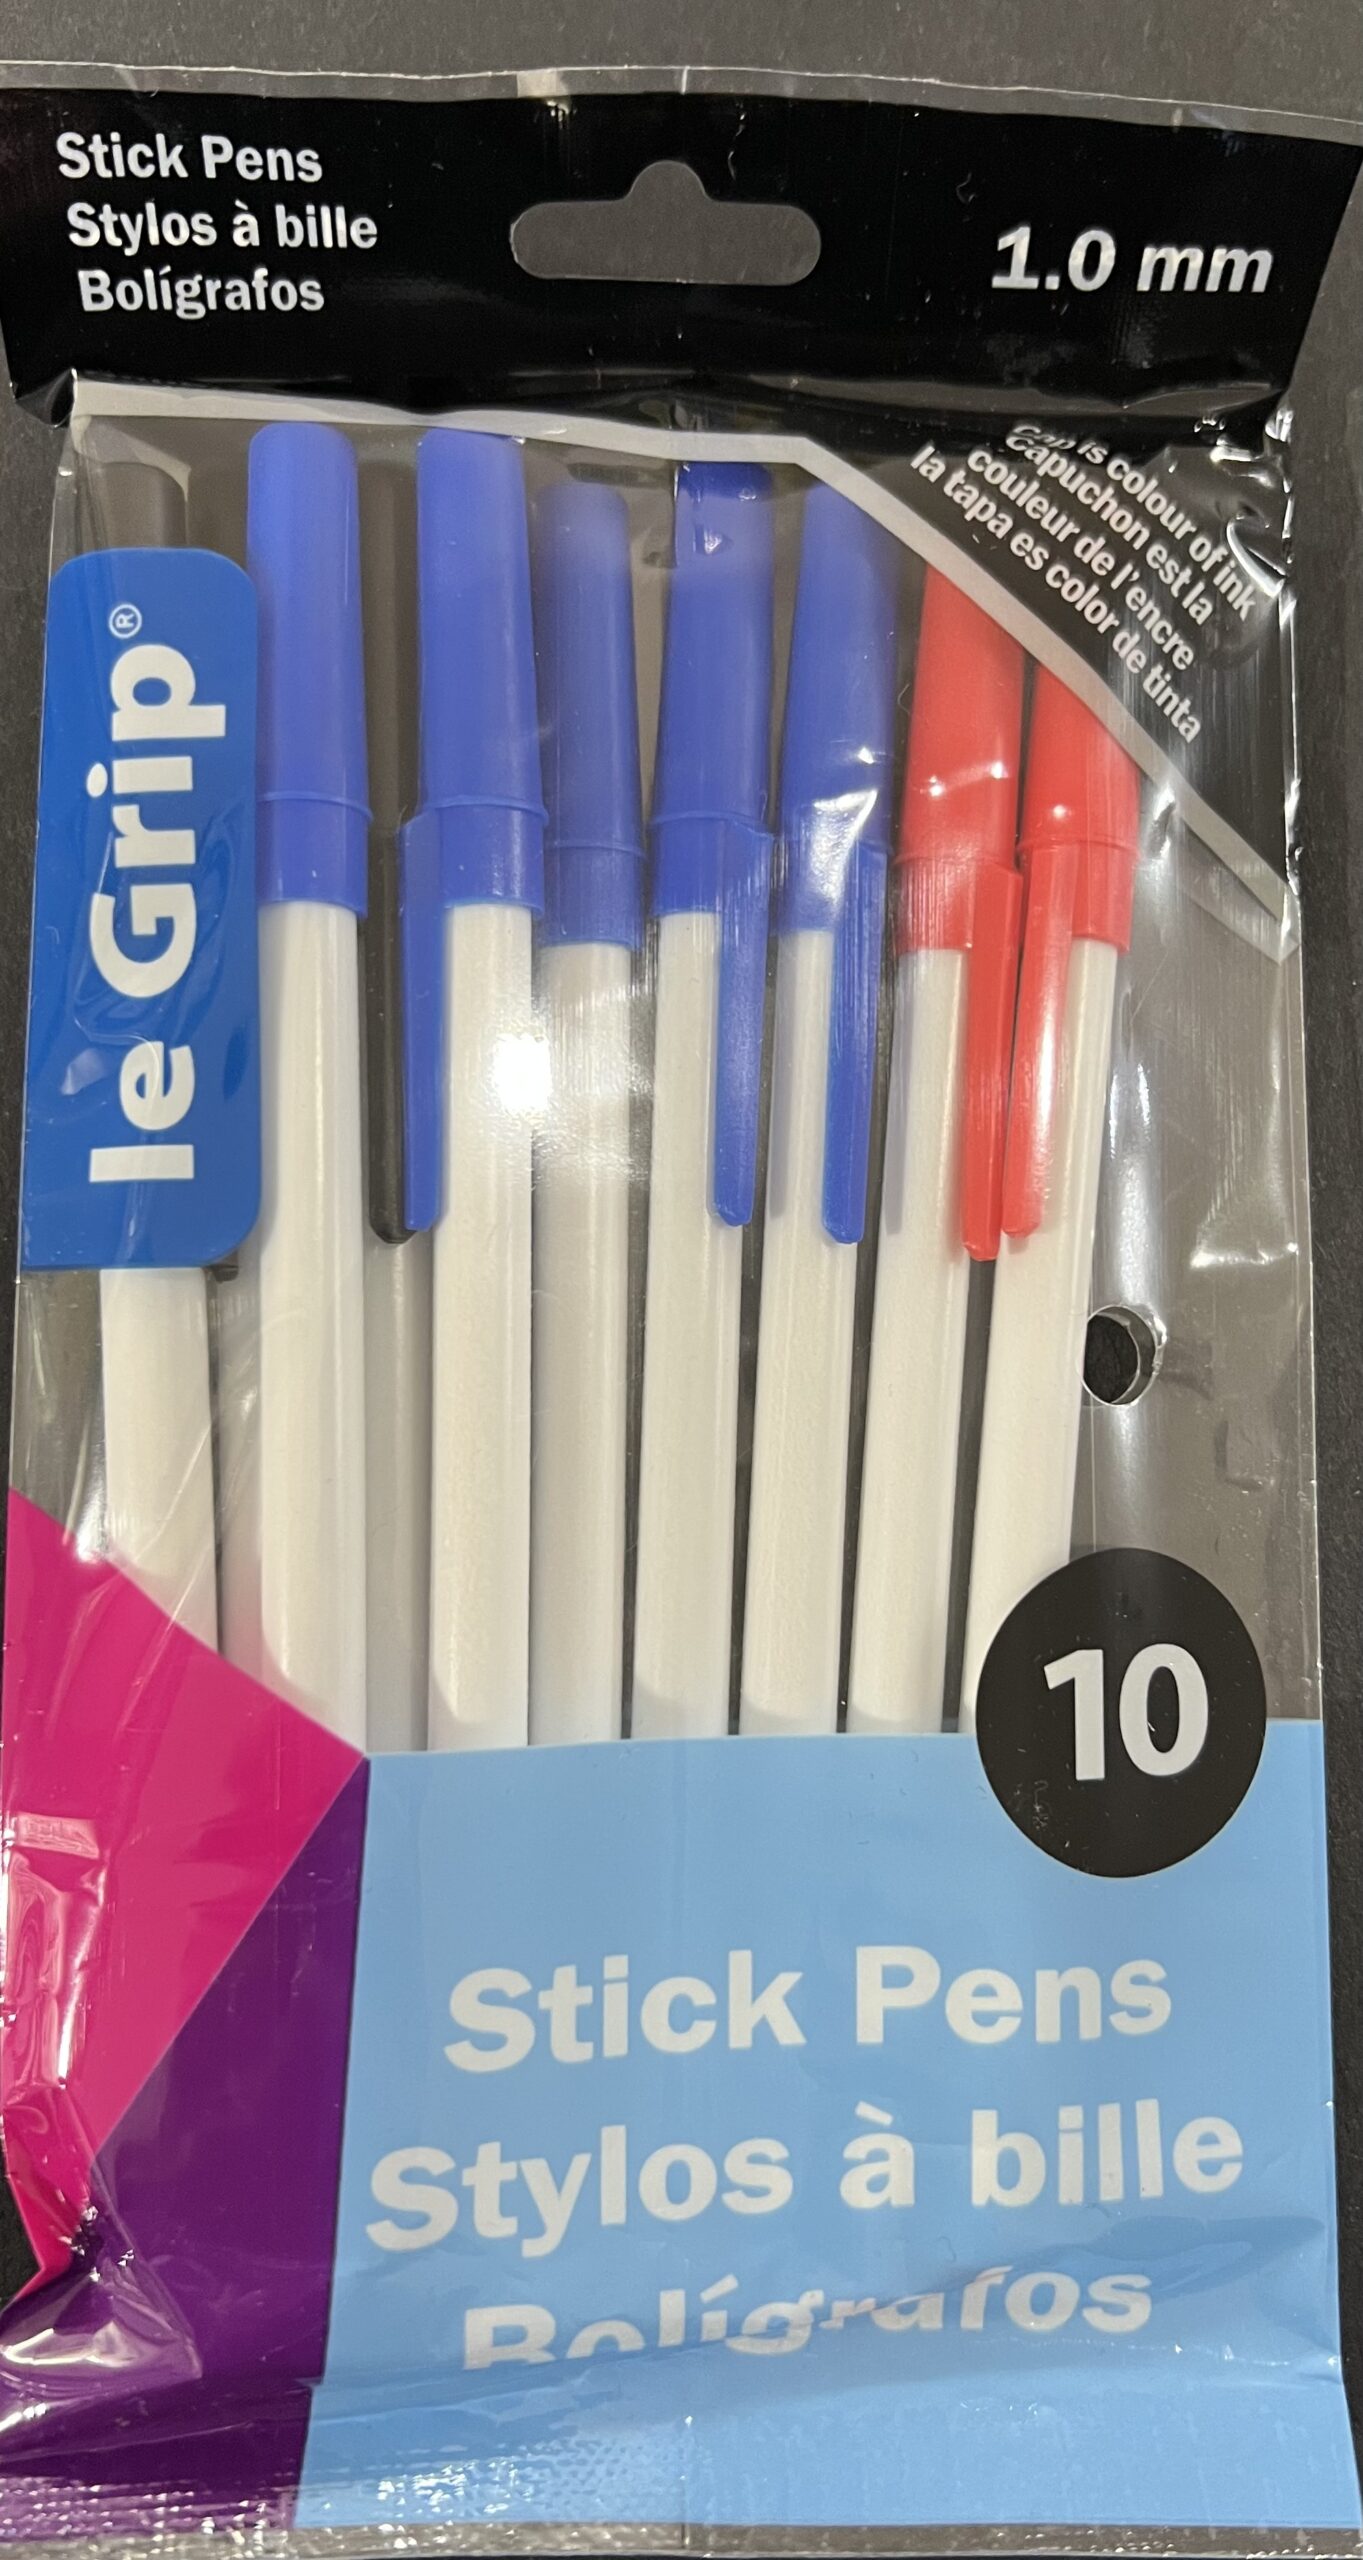 Stick Pens
Stylos à bille
Bolígrafos
1.0 mm
cap is colour of ink
capuchon est la
couleur de l'encre
la tapa es color de tinta
le Grip®
10
Stick Pens
Stylos à bille
Bolígrafos